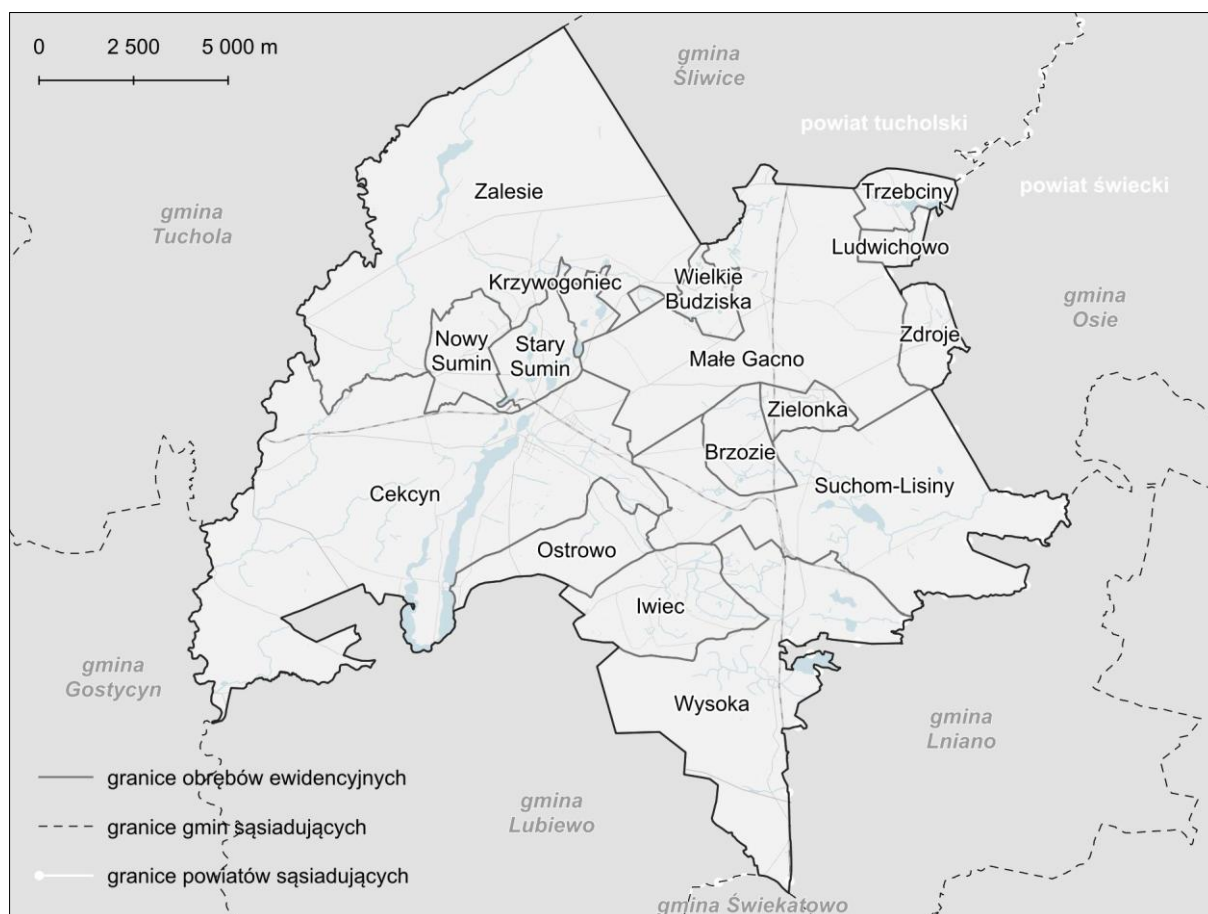 0 2 500 5 000 m
gmina
Śliwice
powiat tucholski
powiat świecki
Trzebciny
Zalesie
gmina
Tuchola
Ludwichowo
Krzywogoniec
Wielkie
Budziska
gmina
Osie
Nowy
Sumin
Stary
Sumin
Zdroje
Małe Gacno
Zielonka
Brzozie
Cekcyn
Suchom-Lisiny
Ostrowo
Iwiec
gmina
Gostycyn
Wysoka
gmina
Lniano
granice obrębów ewidencyjnych
gmina
Lubiewo
granice gmin sąsiadujących
granice powiatów sąsiadujących
gmina Świekatowo